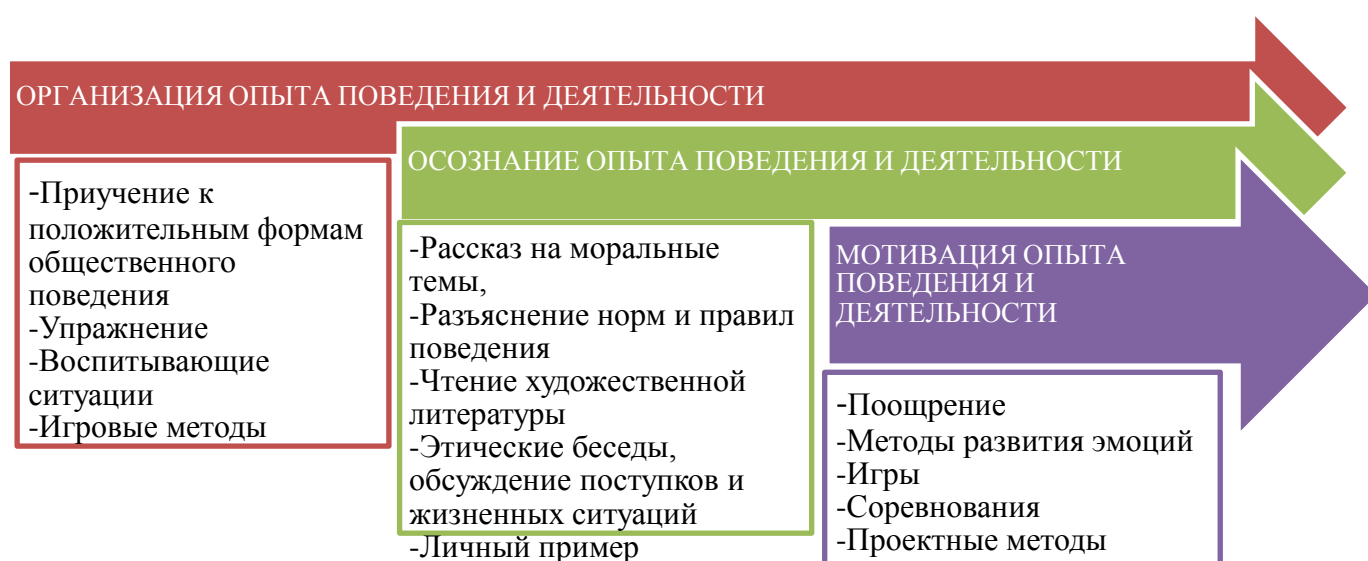 ОРГАНИЗАЦИЯ ОПЫТА ПОВЕДЕНИЯ И ДЕЯТЕЛЬНОСТИ
-Приучение к
положительным формам
общественного
поведения
-Упражнение
-Воспитывающие
ситуации
-Игровые методы
ОСОЗНАНИЕ ОПЫТА ПОВЕДЕНИЯ И ДЕЯТЕЛЬНОСТИ
-Рассказ на моральные
темы,
-Разъяснение норм и правил
поведения
-Чтение художественной
литературы
-Этические беседы,
обсуждение поступков и
жизненных ситуаций
-Личный пример
МОТИВАЦИЯ ОПЫТА
ПОВЕДЕНИЯ И
ДЕЯТЕЛЬНОСТИ
-Поощрение
-Методы развития эмоций
-Игры
-Соревнования
-Проектные методы